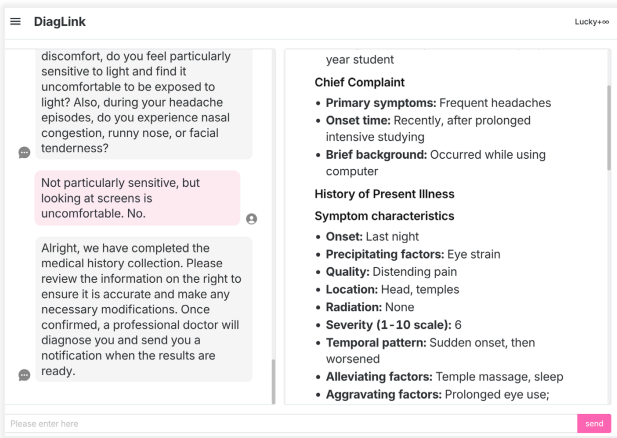 DiagLink
Lucky+∞
discomfort, do you feel particularly
sensitive to light and find it
uncomfortable to be exposed to
light? Also, during your headache
episodes, do you experience nasal
congestion, runny nose, or facial
tenderness?
Not particularly sensitive, but
looking at screens is
uncomfortable. No.
Alright, we have completed the
medical history collection. Please
review the information on the right to
ensure it is accurate and make any
necessary modifications. Once
confirmed, a professional doctor will
diagnose you and send you a
notification when the results are
ready.
year student
Chief Complaint
• Primary symptoms: Frequent headaches
• Onset time: Recently, after prolonged
intensive studying
• Brief background: Occurred while using
computer
History of Present Illness
Symptom characteristics
• Onset: Last night
• Precipitating factors: Eye strain
• Quality: Distending pain
• Location: Head, temples
• Radiation: None
• Severity (1-10 scale): 6
• Temporal pattern: Sudden onset, then
worsened
• Alleviating factors: Temple massage, sleep
• Aggravating factors: Prolonged eye use;
Please enter here
send